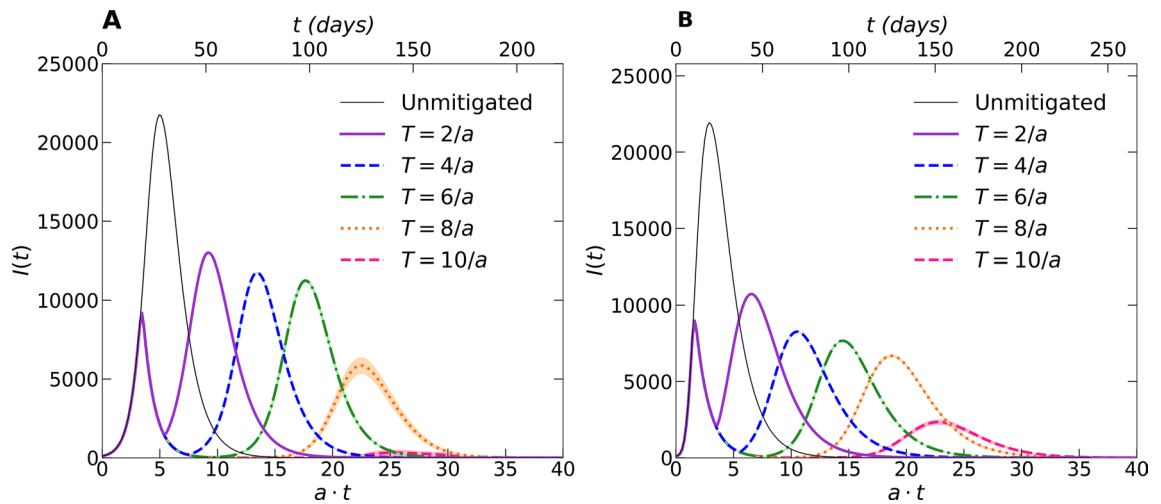 A
t (days)
0 50 100 150 200
25000
20000
15000
10000
5000
0
I(t)
Unmitigated
T = 2/a
T = 4/a
T = 6/a
T = 8/a
T = 10/a
0 5 10 15 20 25 30 35 40
a · t
B
t (days)
0 50 100 150 200 250
25000
20000
15000
10000
5000
0
I(t)
Unmitigated
T = 2/a
T = 4/a
T = 6/a
T = 8/a
T = 10/a
0 5 10 15 20 25 30 35 40
a · t